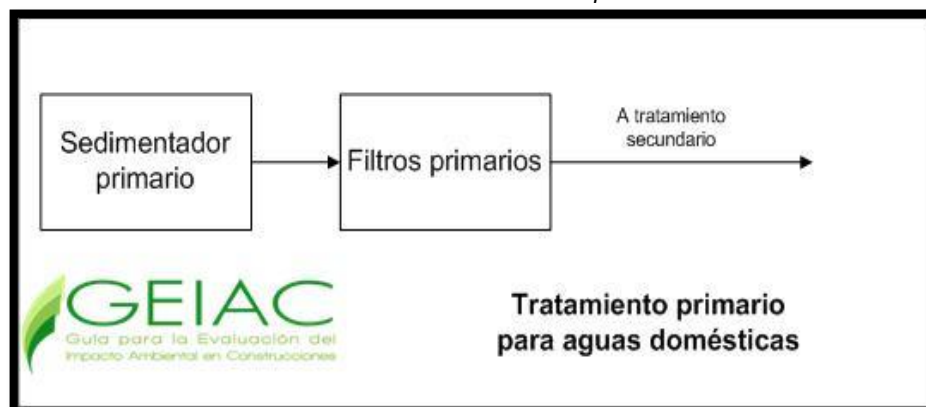 Sedimentador
primario
Filtros primarios
A tratamiento
secundario
GEIAC
Guía para la Evaluación del
Impacto Ambiental en Construcciones
Tratamiento primario
para aguas domésticas